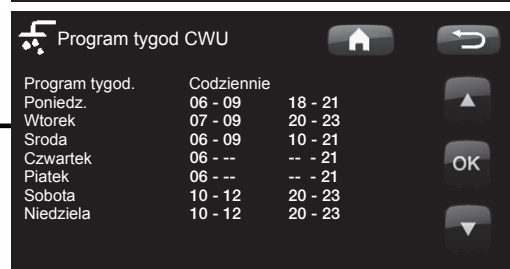 Program tygod CWU
Program tygod. Codziennie
Poniedz. 06 - 09 18 - 21
Wtorek 07 - 09 20 - 23
Sroda 06 - 09 10 - 21
Czwartek 06 - -- -- - 21
Piatek 06 - -- -- - 21
Sobota 10 - 12 20 - 23
Niedziela 10 - 12 20 - 23
OK